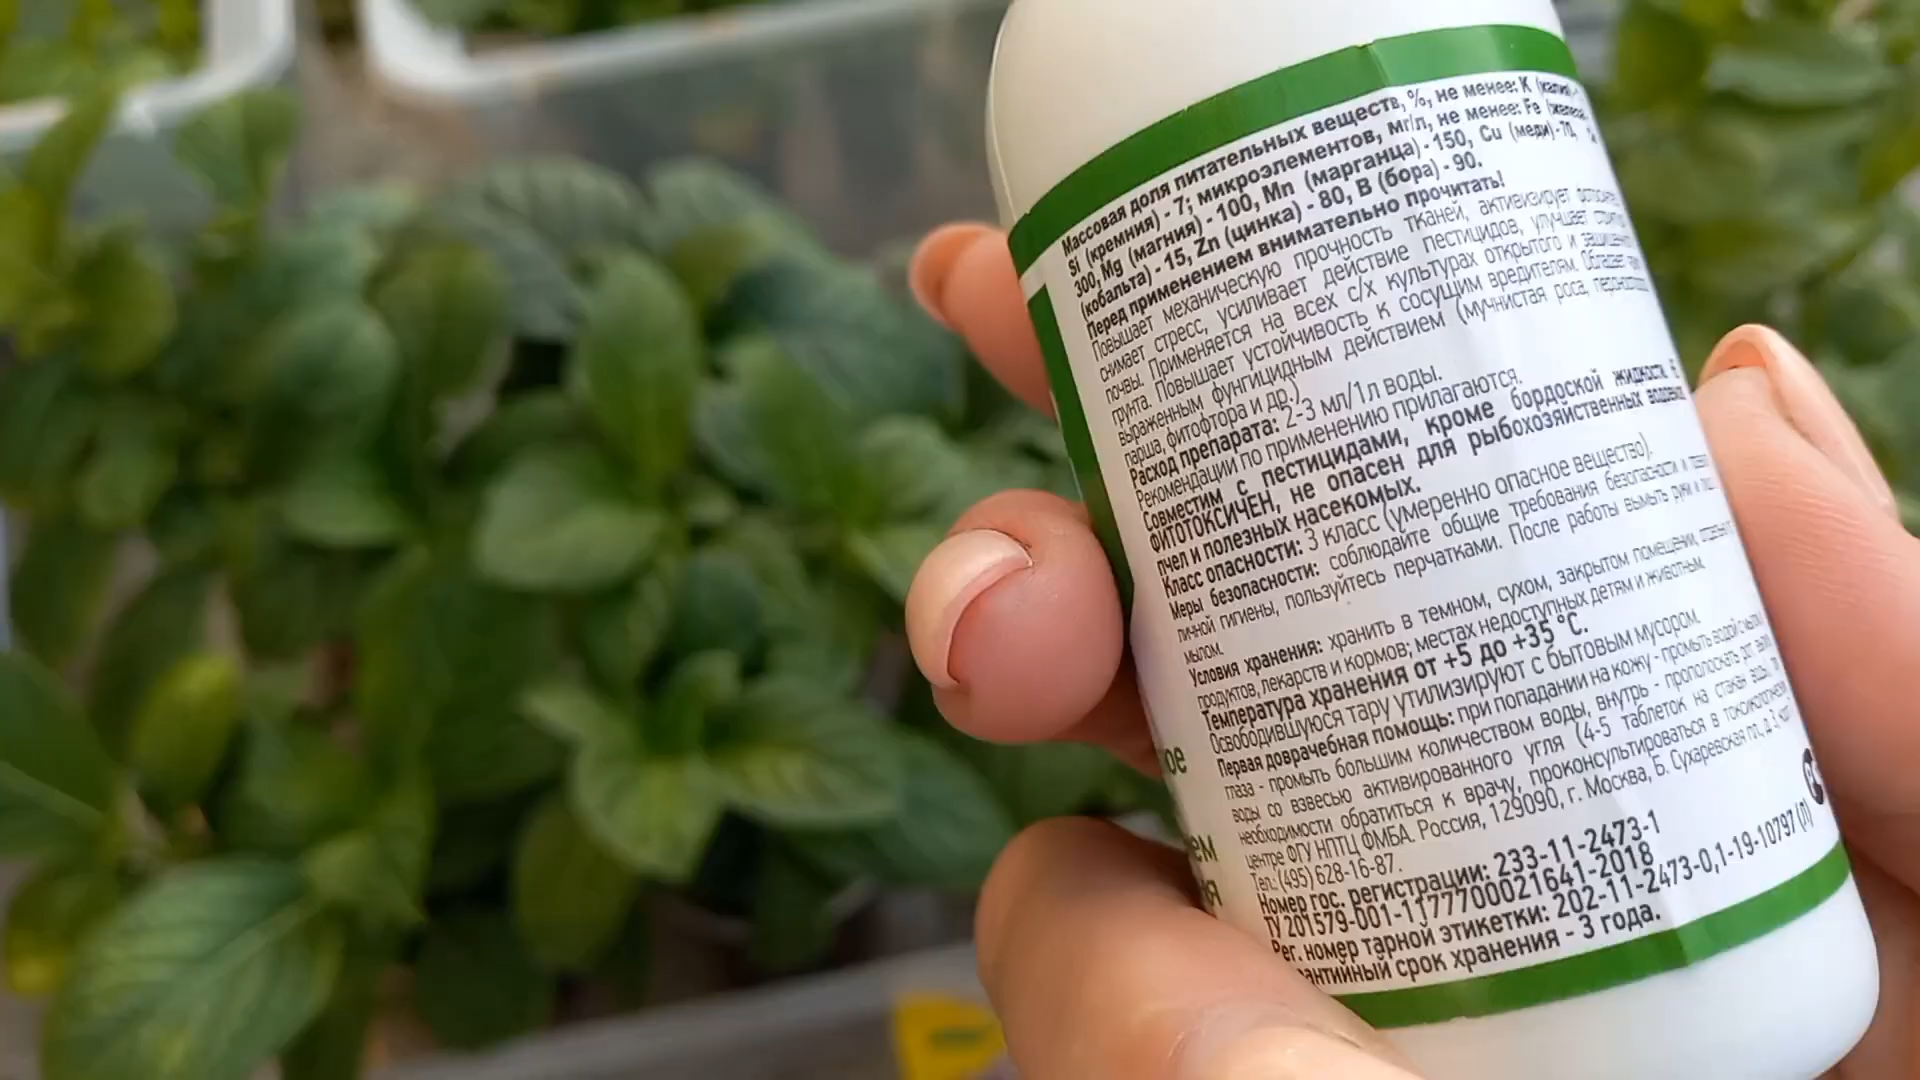 Массовая доля питательных веществ, %, не менее: К (калия) -
Si (кремния) - 7; микроэлементов, мг/л, не менее: Fe (железа) -
300, Mg (магния) - 100, Mn (марганца) - 150, Cu (меди) - 70,
(кобальта) - 15, Zn (цинка) - 80, В (бора) - 90.
Перед применением внимательно прочитать!
Повышает механическую прочность тканей, активизирует
снимает стресс, усиливает действие пестицидов, улучшает
почвы. Применяется на всех с/х культурах открытого и
грунта. Повышает устойчивость к сосущим вредителям. Обладает
выраженным фунгицидным действием (мучнистая роса,
парша, фитофтора и др.)
Расход препарата: 2-3 мл/1 л воды.
Рекомендации по применению прилагаются.
Совместим с пестицидами, кроме бордоской жидкости.
ФИТОТОКСИЧЕН, не опасен для рыбохозяйственных
пчел и полезных насекомых.
Класс опасности: 3 класс (умеренно опасное вещество).
Меры безопасности: соблюдайте общие требования безопасности и
личной гигиены, пользуйтесь перчатками. После работы вымыть руки и
мылом.
Условия хранения: хранить в темном, сухом, закрытом помещении,
продуктов, лекарств и кормов; местах недоступных детям и животным.
Температура хранения от +5 до +35 °С.
Освободившуюся тару утилизируют с бытовым мусором.
Первая доврачебная помощь: при попадании на кожу - промыть водой с
глаза - промыть большим количеством воды, внутрь - прополоскать рот,
воды со взвесью активированного угля (4-5 таблеток на стакан воды),
необходимости обратиться к врачу, проконсультироваться в
центре ФГУ НПТЦ ФМБА. Россия, 129090, г. Москва, Б. Сухаревская пл., д. 3,
Тел.: (495) 628-16-87.
Номер гос. регистрации: 233-11-2473-1
ТУ 201579-001-1177700021641-2018
Рег. номер тарной этикетки: 202-11-2473-0,1-19-10797 (Л)
антийный срок хранения - 3 года.